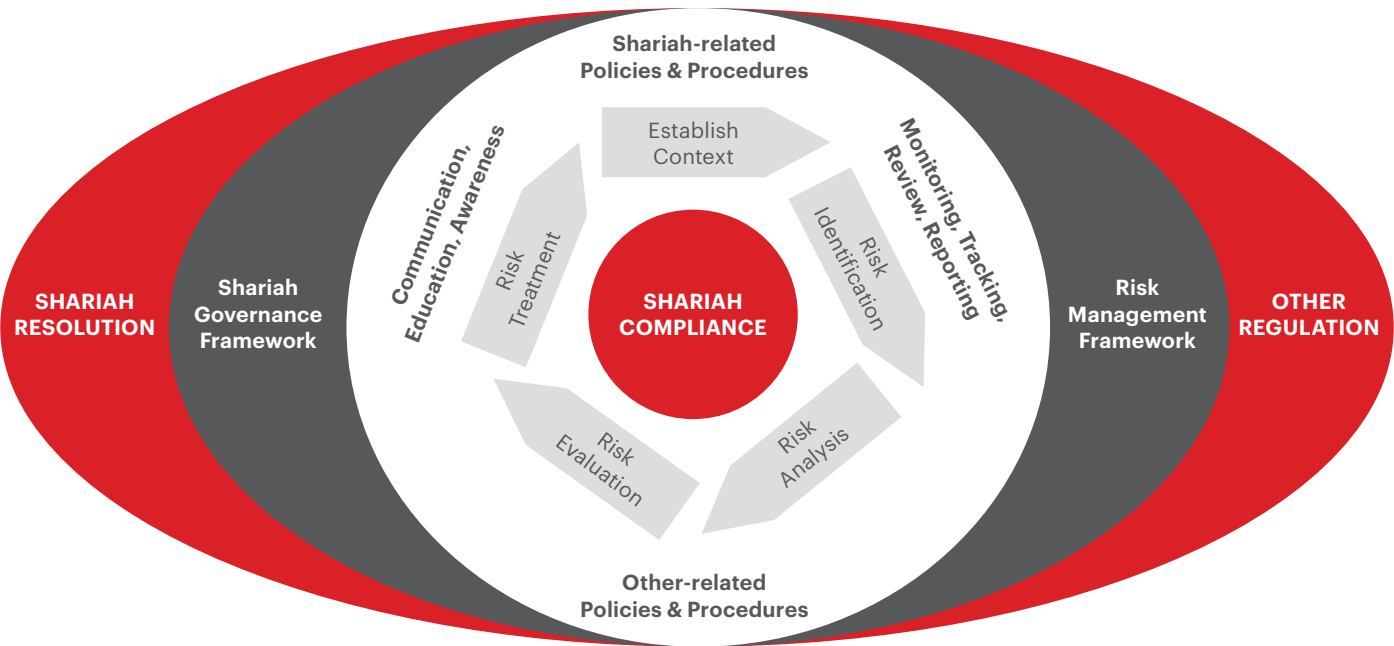 Shariah-related
Policies & Procedures
Establish
Context
Communication,
Education, Awareness
Monitoring, Tracking,
Review, Reporting
Risk
Treatment
Risk
Identification
SHARIAH
RESOLUTION
Shariah
Governance
Framework
SHARIAH
COMPLIANCE
Risk
Management
Framework
OTHER
REGULATION
Risk
Evaluation
Risk
Analysis
Other-related
Policies & Procedures